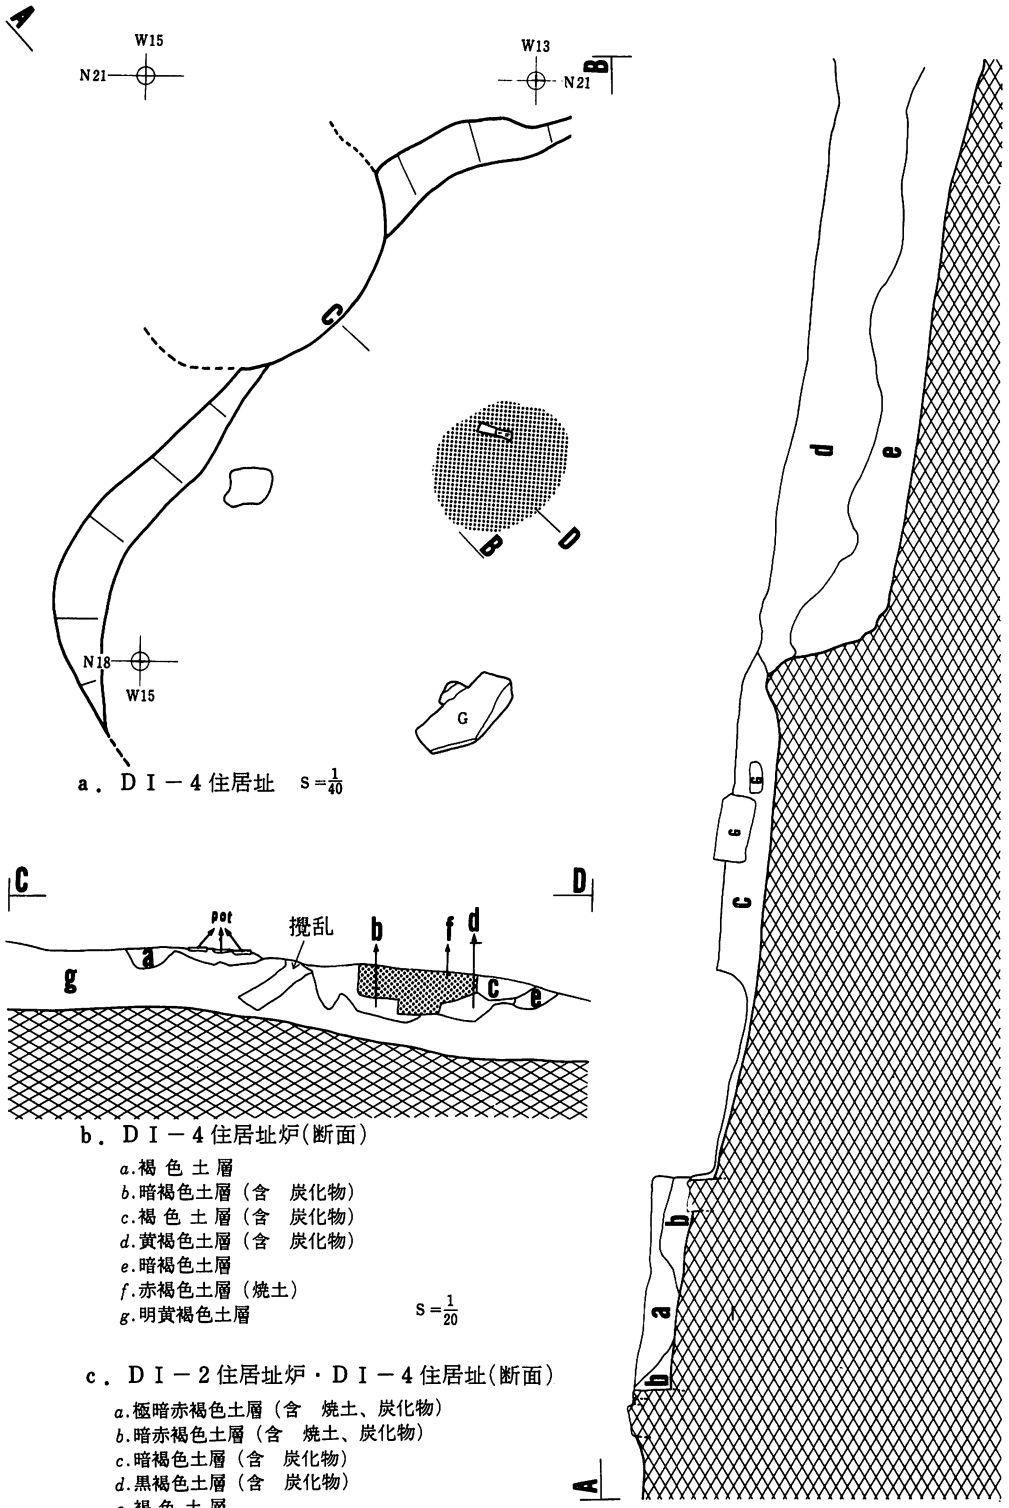 A
W15
N21
W13
N21
B
C
B
D
N18
W15
G
a．DⅠ－4住居址　S＝1/40
C
D
pot
攪乱
b
f
d
a
g
c
e
b．DⅠ－4住居址炉(断面)
a.褐色土層
b.暗褐色土層（含　炭化物）
c.褐色土層（含　炭化物）
d.黄褐色土層（含　炭化物）
e.暗褐色土層
f.赤褐色土層（焼土）
g.明黄褐色土層
S＝1/20
c．DⅠ－2住居址炉・DⅠ－4住居址(断面)
a.極暗赤褐色土層（含　焼土、炭化物）
b.暗赤褐色土層（含　焼土、炭化物）
c.暗褐色土層（含　炭化物）
d.黒褐色土層（含　炭化物）
e.褐色土層
d
e
G
G
c
b
a
b
A